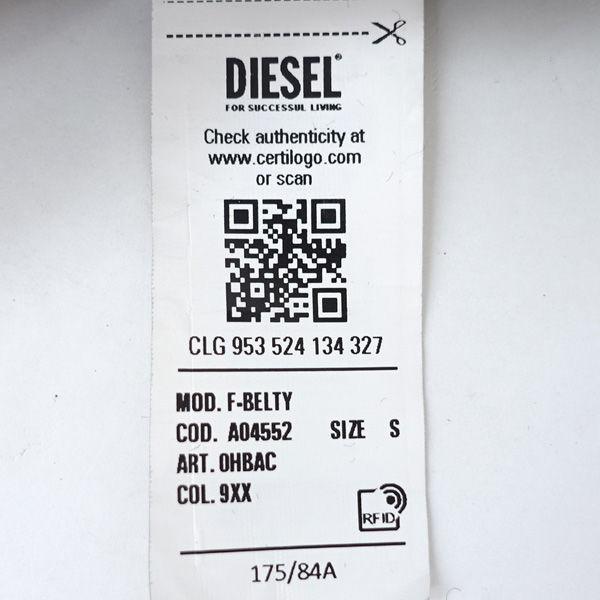 DIESEL®
FOR SUCCESSUL LIVING
Check authenticity at
www.certilogo.com
or scan
CLG 953 524 134 327
MOD. F-BELTY
COD. A04552 SIZE S
ART. 0HBAC
COL. 9XX
RFID
175/84A